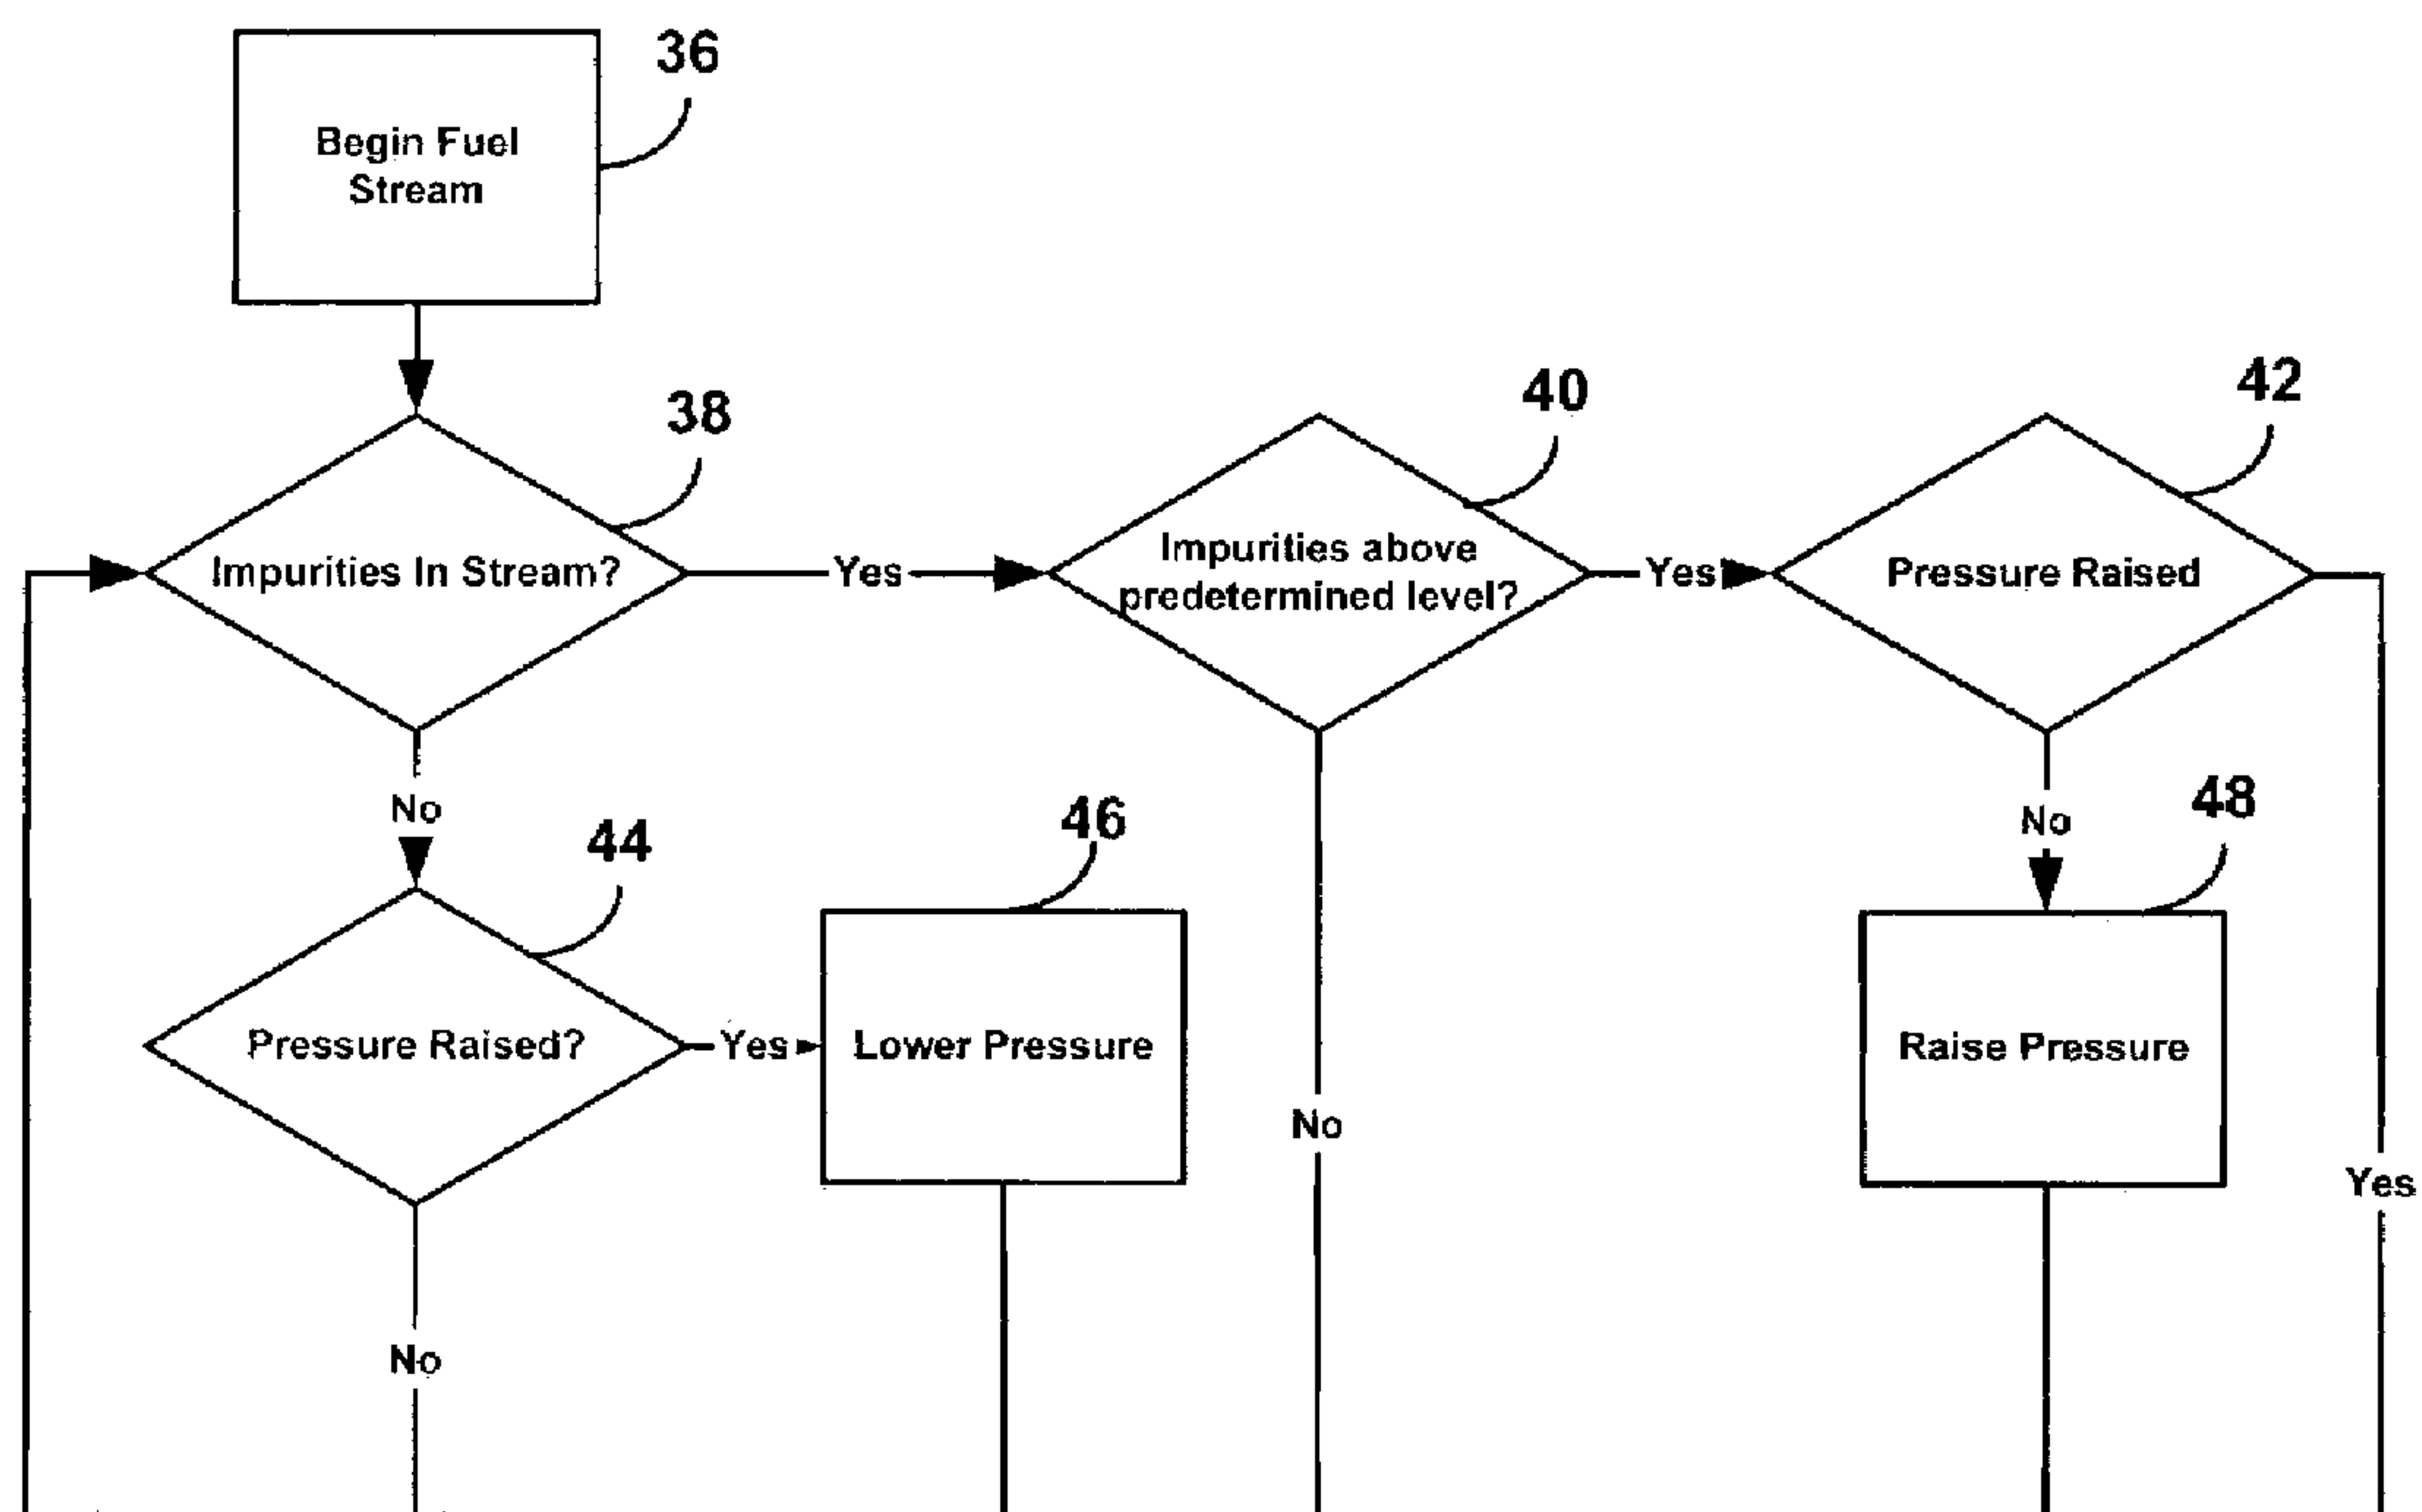 36
Begin Fuel
Stream
38
40
42
Impurities In Stream?
Yes
Impurities above
predetermined level?
Yes
Pressure Raised
No
44
46
No
48
Pressure Raised?
Yes
Lower Pressure
Raise Pressure
No
Yes
No